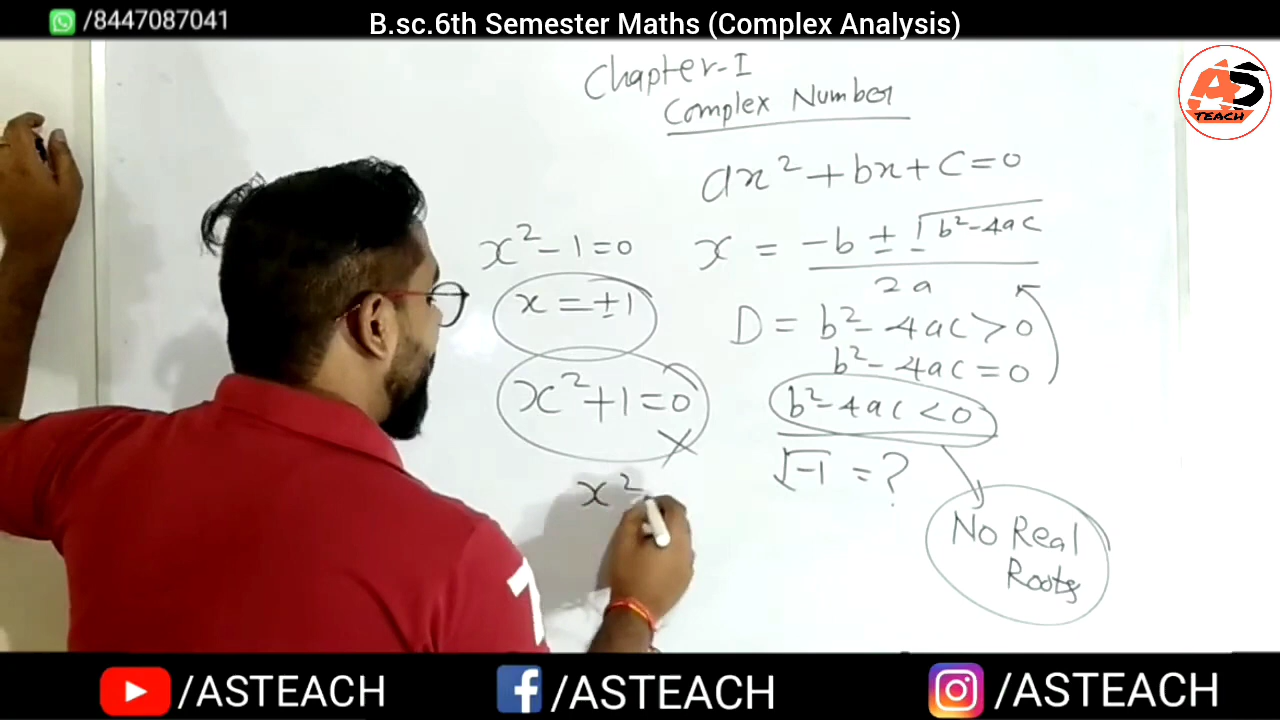 /8447087041
B.sc.6th Semester Maths (Complex Analysis)
AS
TEACH
Chapter-I
Complex Number
ax² + bx + c = 0
x² - 1 = 0
x = ±1
x² + 1 = 0
x²
x = -b ± √b² - 4ac
2a
D = b² - 4ac > 0
b² - 4ac = 0
b² - 4ac < 0
√-1 = ?
No Real
Roots
/ASTEACH
/ASTEACH
/ASTEACH